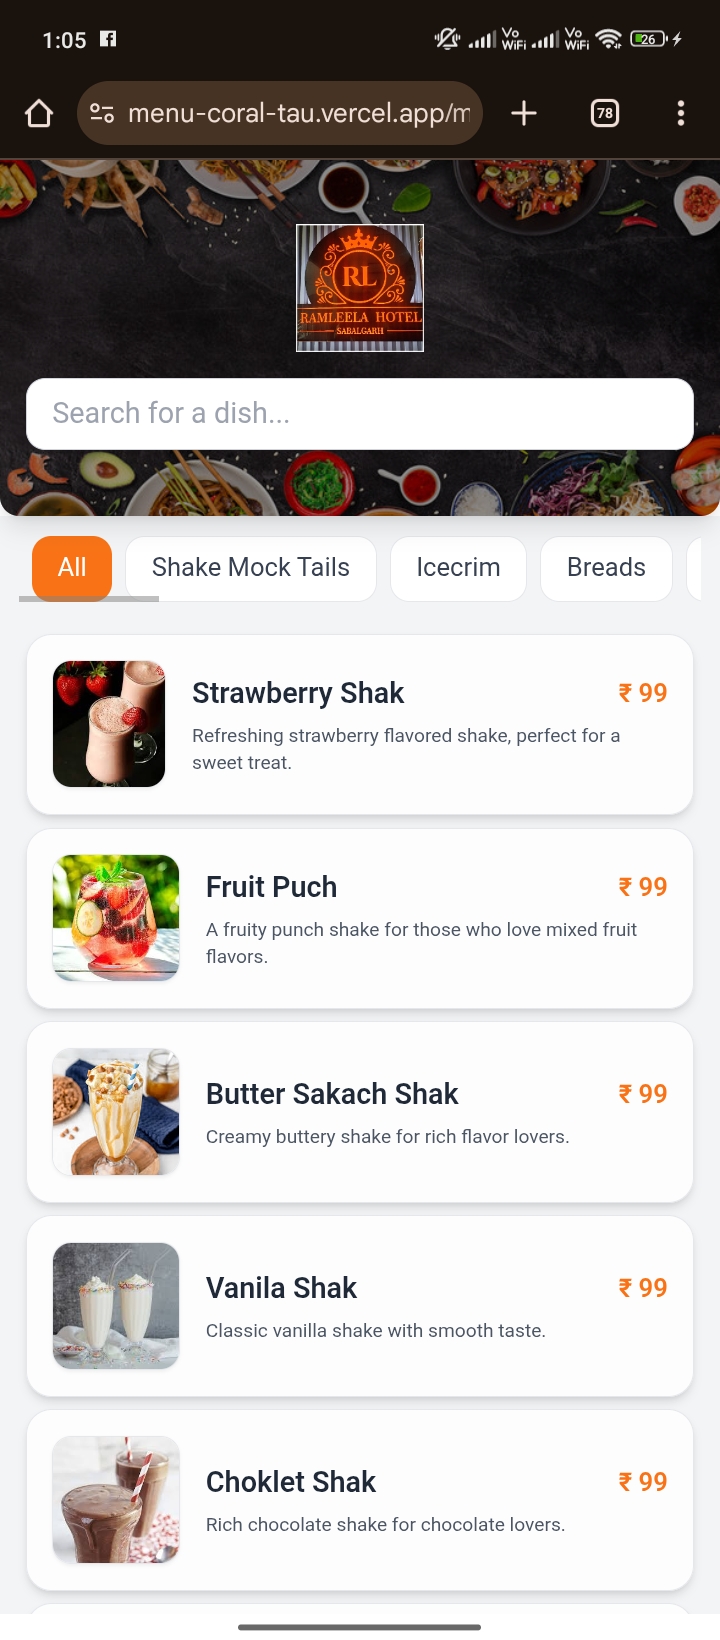 1:05
Vo
WiFi
Vo
WiFi
26
menu-coral-tau.vercel.app/m
78
RL
RAMLEELA HOTEL
SABALGARH
Search for a dish...
All
Shake Mock Tails
Icecrim
Breads
Strawberry Shak
₹ 99
Refreshing strawberry flavored shake, perfect for a
sweet treat.
Fruit Puch
₹ 99
A fruity punch shake for those who love mixed fruit
flavors.
Butter Sakach Shak
₹ 99
Creamy buttery shake for rich flavor lovers.
Vanila Shak
₹ 99
Classic vanilla shake with smooth taste.
Choklet Shak
₹ 99
Rich chocolate shake for chocolate lovers.